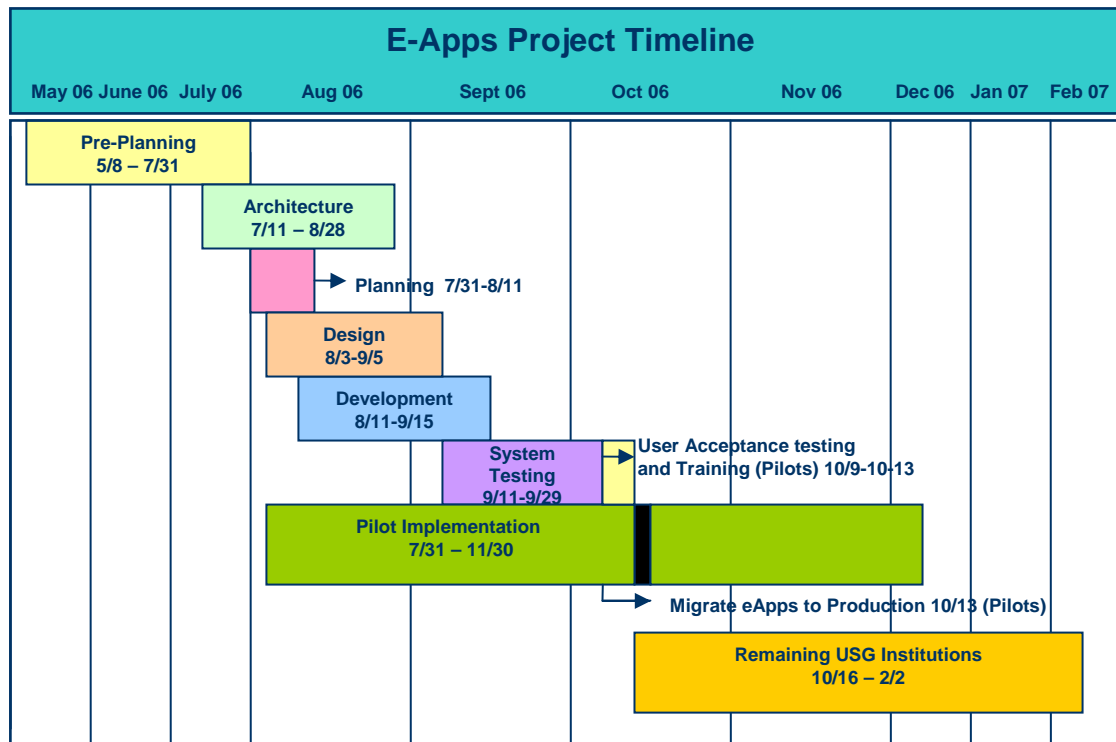 E-Apps Project Timeline
May 06 June 06 July 06 Aug 06 Sept 06 Oct 06 Nov 06 Dec 06 Jan 07 Feb 07
Pre-Planning
5/8 – 7/31
Architecture
7/11 – 8/28
Planning 7/31-8/11
Design
8/3-9/5
Development
8/11-9/15
System
Testing
9/11-9/29
User Acceptance testing
and Training (Pilots) 10/9-10-13
Pilot Implementation
7/31 – 11/30
Migrate eApps to Production 10/13 (Pilots)
Remaining USG Institutions
10/16 – 2/2